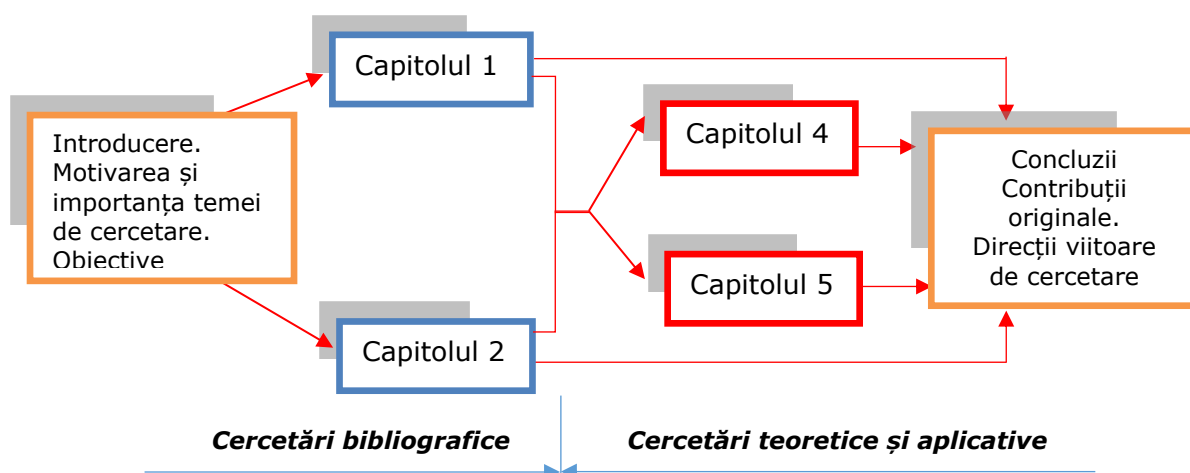 Introducere.
Motivarea și
importanța temei
de cercetare.
Obiective
Capitolul 1
Capitolul 2
Capitolul 4
Capitolul 5
Concluzii
Contribuții
originale.
Direcții viitoare
de cercetare
Cercetări bibliografice
Cercetări teoretice și aplicative